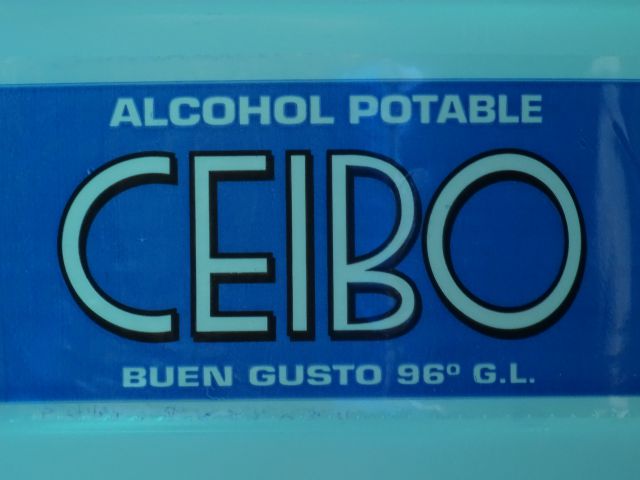 ALCOHOL POTABLE
CEIBO
BUEN GUSTO 96º G.L.